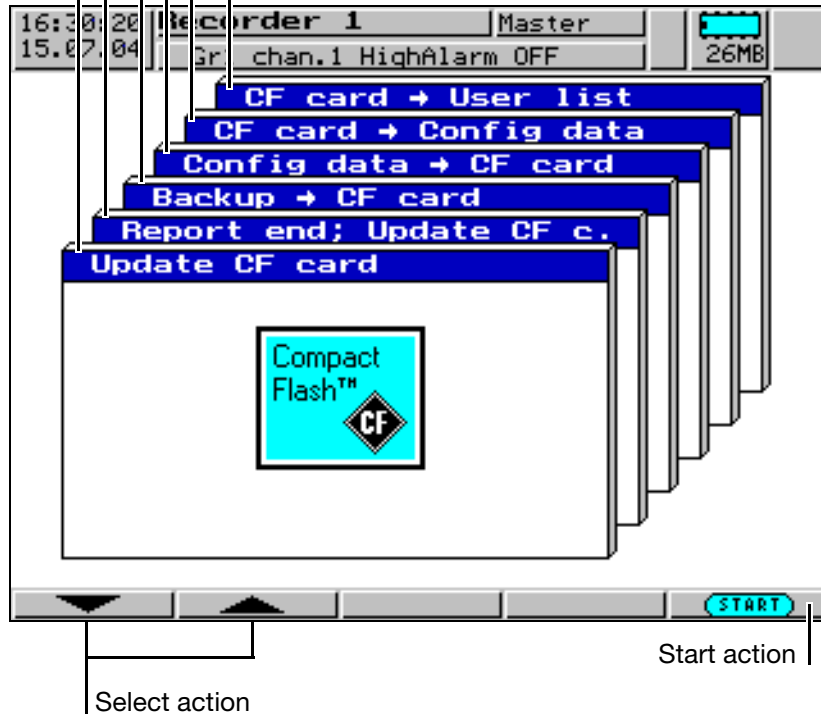 16:30:20 Recorder 1 Master
15.07.04 Gr1 chan.1 HighAlarm OFF 26MB
CF card → User list
CF card → Config data
Config data → CF card
Backup → CF card
Report end; Update CF c.
Update CF card
Compact
Flash™
CF
START
Start action
Select action